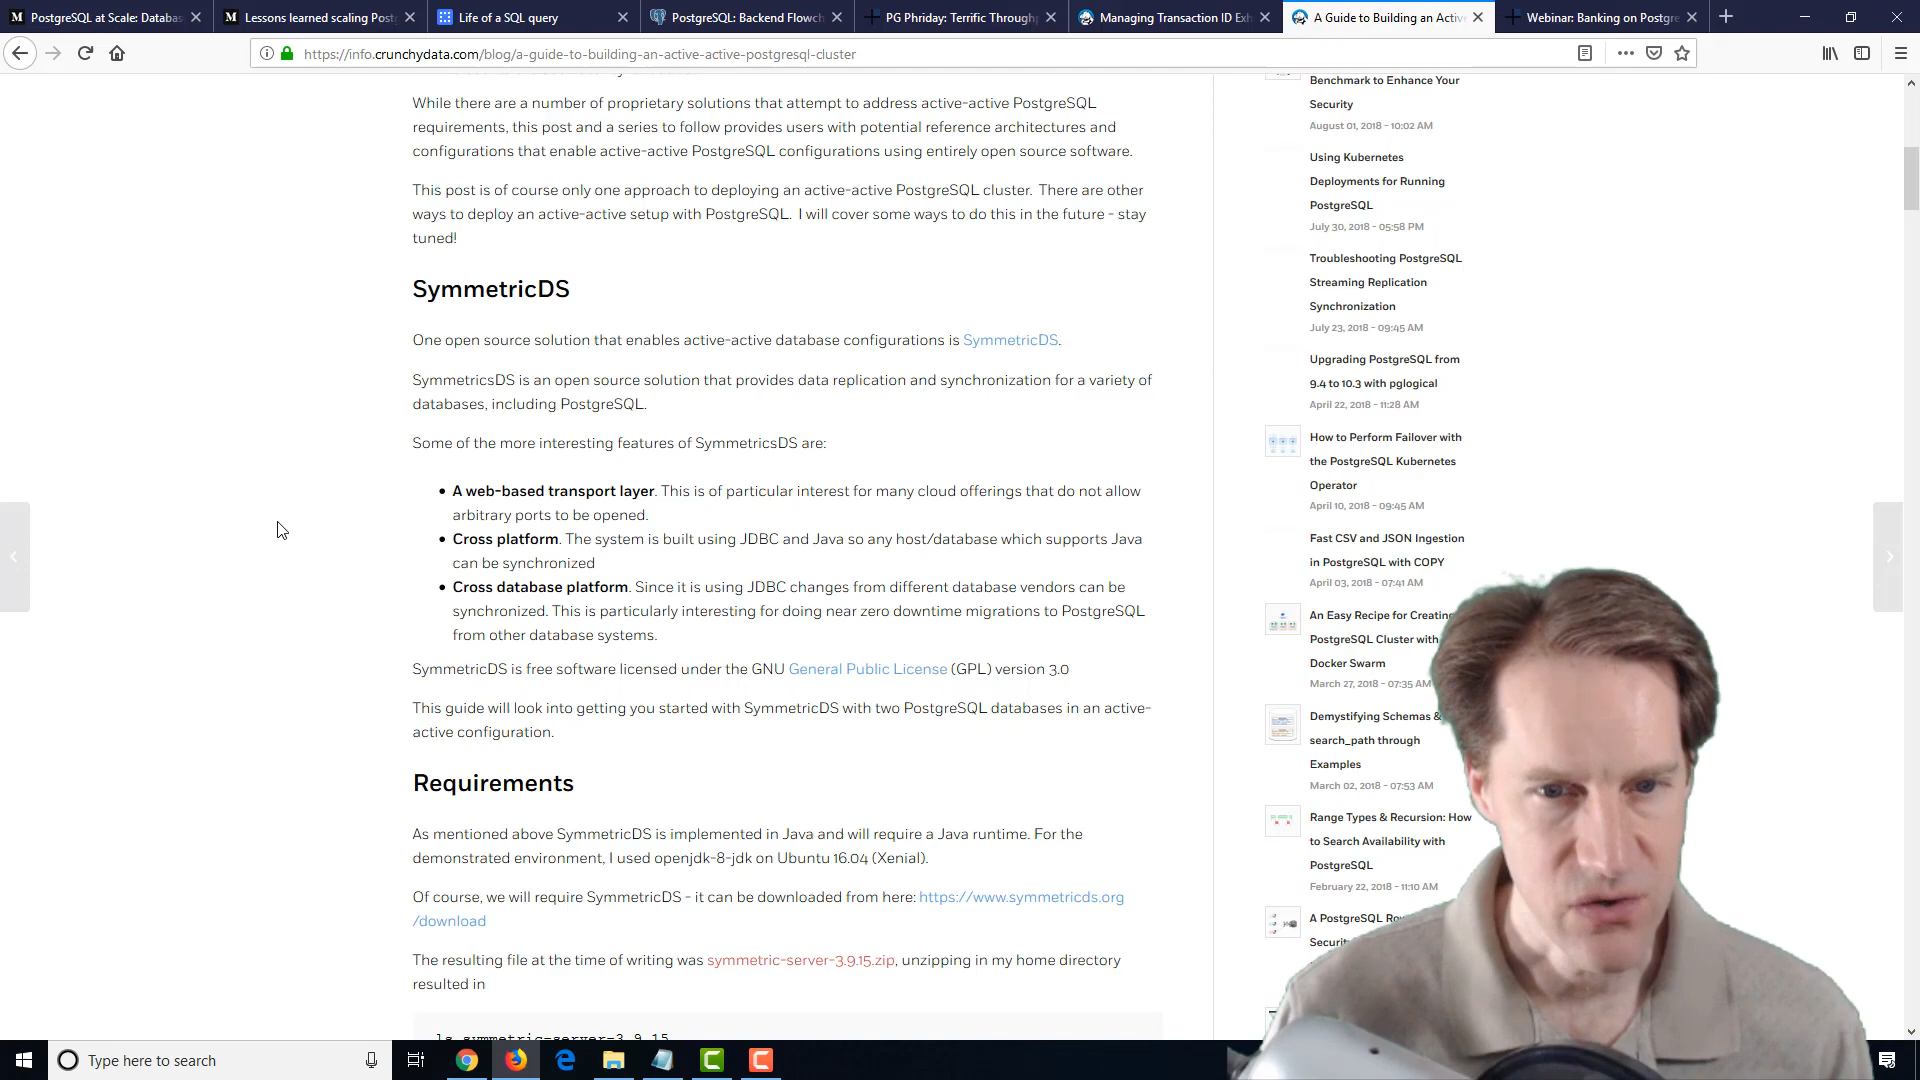 PostgreSQL at Scale: Databas
Lessons learned scaling Postg
Life of a SQL query
PostgreSQL: Backend Flowch
PG Phriday: Terrific Through
Managing Transaction ID Exh
A Guide to Building an Activ
Webinar: Banking on Postgre
https://info.crunchydata.com/blog/a-guide-to-building-an-active-active-postgresql-cluster
While there are a number of proprietary solutions that attempt to address active-active PostgreSQL
requirements, this post and a series to follow provides users with potential reference architectures and
configurations that enable active-active PostgreSQL configurations using entirely open source software.
This post is of course only one approach to deploying an active-active PostgreSQL cluster. There are other
ways to deploy an active-active setup with PostgreSQL. I will cover some ways to do this in the future - stay
tuned!
SymmetricDS
One open source solution that enables active-active database configurations is SymmetricDS.
SymmetricsDS is an open source solution that provides data replication and synchronization for a variety of
databases, including PostgreSQL.
Some of the more interesting features of SymmetricsDS are:
• A web-based transport layer. This is of particular interest for many cloud offerings that do not allow
arbitrary ports to be opened.
• Cross platform. The system is built using JDBC and Java so any host/database which supports Java
can be synchronized
• Cross database platform. Since it is using JDBC changes from different database vendors can be
synchronized. This is particularly interesting for doing near zero downtime migrations to PostgreSQL
from other database systems.
SymmetricDS is free software licensed under the GNU General Public License (GPL) version 3.0
This guide will look into getting you started with SymmetricDS with two PostgreSQL databases in an active-
active configuration.
Requirements
As mentioned above SymmetricDS is implemented in Java and will require a Java runtime. For the
demonstrated environment, I used openjdk-8-jdk on Ubuntu 16.04 (Xenial).
Of course, we will require SymmetricDS - it can be downloaded from here: https://www.symmetricds.org
/download
The resulting file at the time of writing was symmetric-server-3.9.15.zip, unzipping in my home directory
resulted in
ls symmetric-server-3.9.15
Benchmark to Enhance Your
Security
August 01, 2018 - 10:02 AM
Using Kubernetes
Deployments for Running
PostgreSQL
July 30, 2018 - 05:58 PM
Troubleshooting PostgreSQL
Streaming Replication
Synchronization
July 23, 2018 - 09:45 AM
Upgrading PostgreSQL from
9.4 to 10.3 with pglogical
April 22, 2018 - 11:28 AM
How to Perform Failover with
the PostgreSQL Kubernetes
Operator
April 10, 2018 - 09:45 AM
Fast CSV and JSON Ingestion
in PostgreSQL with COPY
April 03, 2018 - 07:41 AM
An Easy Recipe for Creatin
PostgreSQL Cluster with
Docker Swarm
March 27, 2018 - 07:35 AM
Demystifying Schemas &
search_path through
Examples
March 02, 2018 - 07:53 AM
Range Types & Recursion: How
to Search Availability with
PostgreSQL
February 22, 2018 - 11:10 AM
A PostgreSQL Ro
Securi
Type here to search